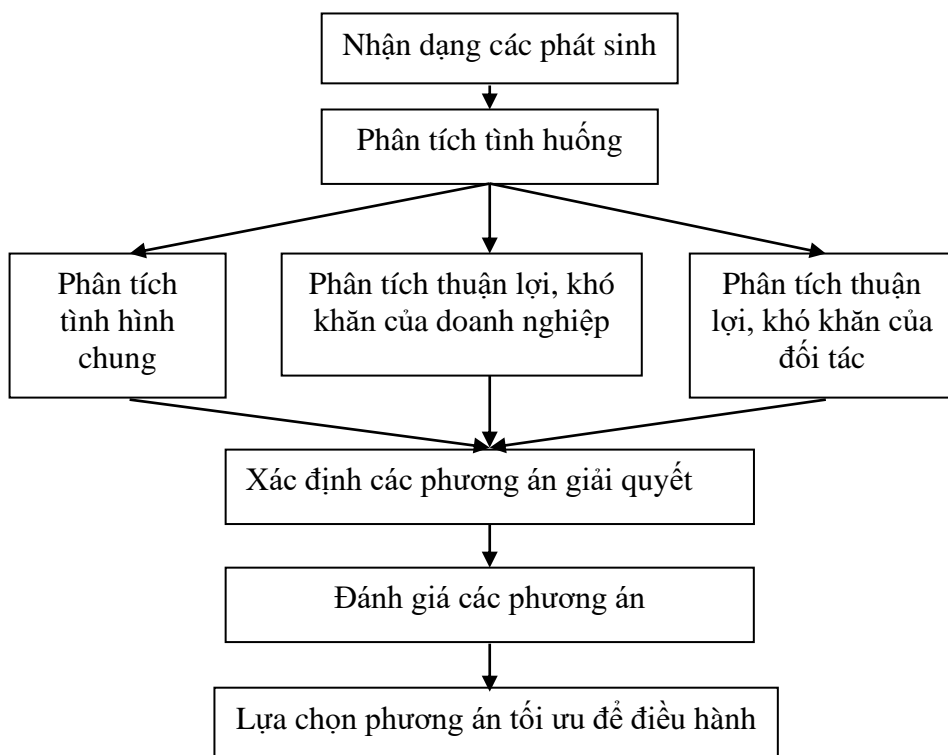 Nhận dạng các phát sinh
Phân tích tình huống
Phân tích
tình hình
chung
Phân tích thuận lợi, khó
khăn của doanh nghiệp
Phân tích thuận
lợi, khó khăn của
đối tác
Xác định các phương án giải quyết
Đánh giá các phương án
Lựa chọn phương án tối ưu để điều hành